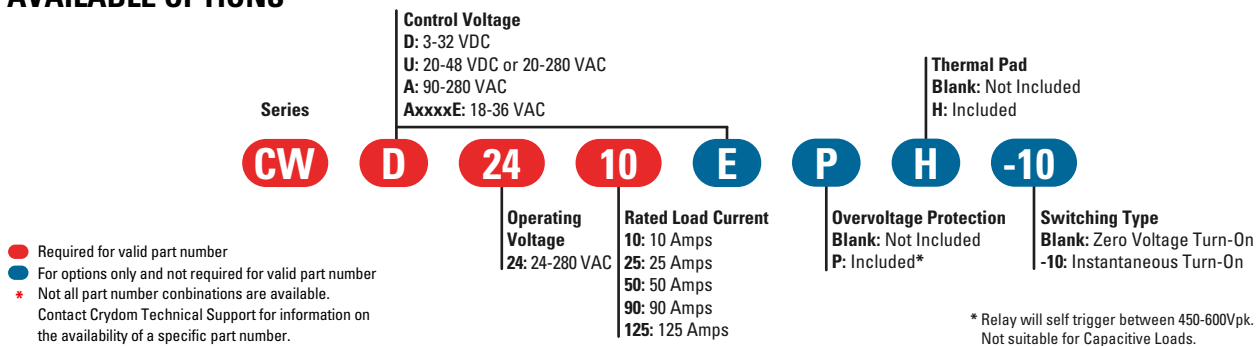 AVAILABLE OPTIONS
Control Voltage
D: 3-32 VDC
U: 20-48 VDC or 20-280 VAC
A: 90-280 VAC
AxxxxE: 18-36 VAC
Thermal Pad
Blank: Not Included
H: Included
Series
CW
D
24
10
E
P
H
-10
Operating
Voltage
24: 24-280 VAC
Rated Load Current
10: 10 Amps
25: 25 Amps
50: 50 Amps
90: 90 Amps
125: 125 Amps
Overvoltage Protection
Blank: Not Included
P: Included*
Switching Type
Blank: Zero Voltage Turn-On
-10: Instantaneous Turn-On
Required for valid part number
For options only and not required for valid part number
* Not all part number conbinations are available.
Contact Crydom Technical Support for information on
the availability of a specific part number.
* Relay will self trigger between 450-600Vpk.
Not suitable for Capacitive Loads.